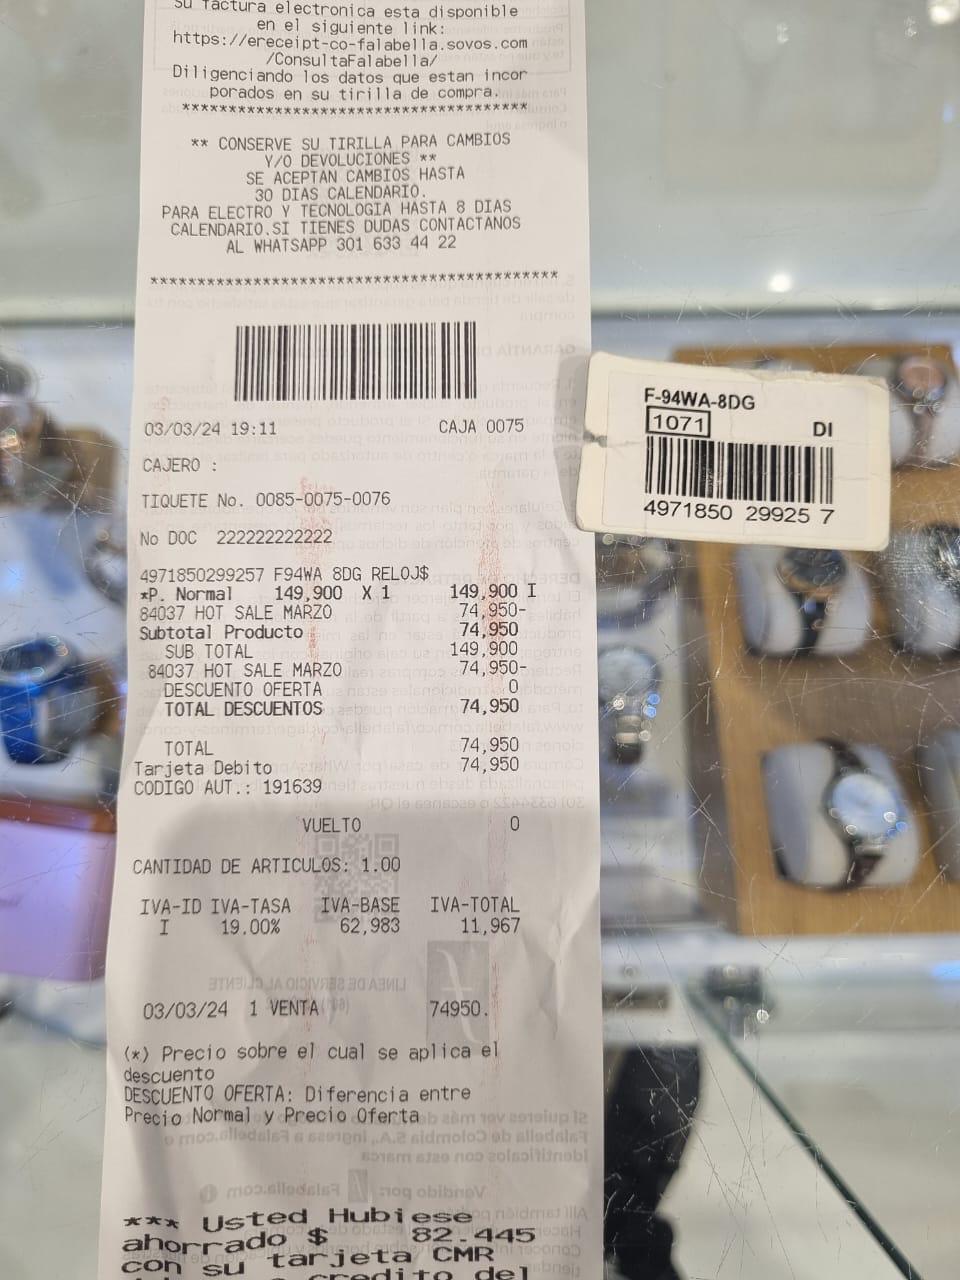 Su factura electronica esta disponible
en el siguiente link:
https://ereceipt-co-falabella.sovos.com
/ConsultaFalabella/
Diligenciando los datos que estan incor
porados en su tirilla de compra.
***************************************
** CONSERVE SU TIRILLA PARA CAMBIOS
Y/O DEVOLUCIONES **
SE ACEPTAN CAMBIOS HASTA
30 DIAS CALENDARIO.
PARA ELECTRO Y TECNOLOGIA HASTA 8 DIAS
CALENDARIO.SI TIENES DUDAS CONTACTANOS
AL WHATSAPP 301 633 44 22
******************************************
03/03/24 19:11 CAJA 0075
CAJERO :
TIQUETE No. 0085-0075-0076
No DOC 222222222222
4971850299257 F94WA 8DG RELOJ$
*P. Normal 149,900 X 1 149,900 I
84037 HOT SALE MARZO 74,950-
Subtotal Producto 74,950
SUB TOTAL 149,900
84037 HOT SALE MARZO 74,950-
DESCUENTO OFERTA 0
TOTAL DESCUENTOS 74,950
TOTAL 74,950
Tarjeta Debito 74,950
CODIGO AUT.: 191639
VUELTO 0
CANTIDAD DE ARTICULOS: 1.00
IVA-ID IVA-TASA IVA-BASE IVA-TOTAL
I 19.00% 62,983 11,967
03/03/24 1 VENTA 74950.
(*) Precio sobre el cual se aplica el
descuento
DESCUENTO OFERTA: Diferencia entre
Precio Normal y Precio Oferta
*** Usted Hubiese
ahorrado $ 82.445
con su tarjeta CMR
credito del
F-94WA-8DG
1071 DI
4971850 29925 7